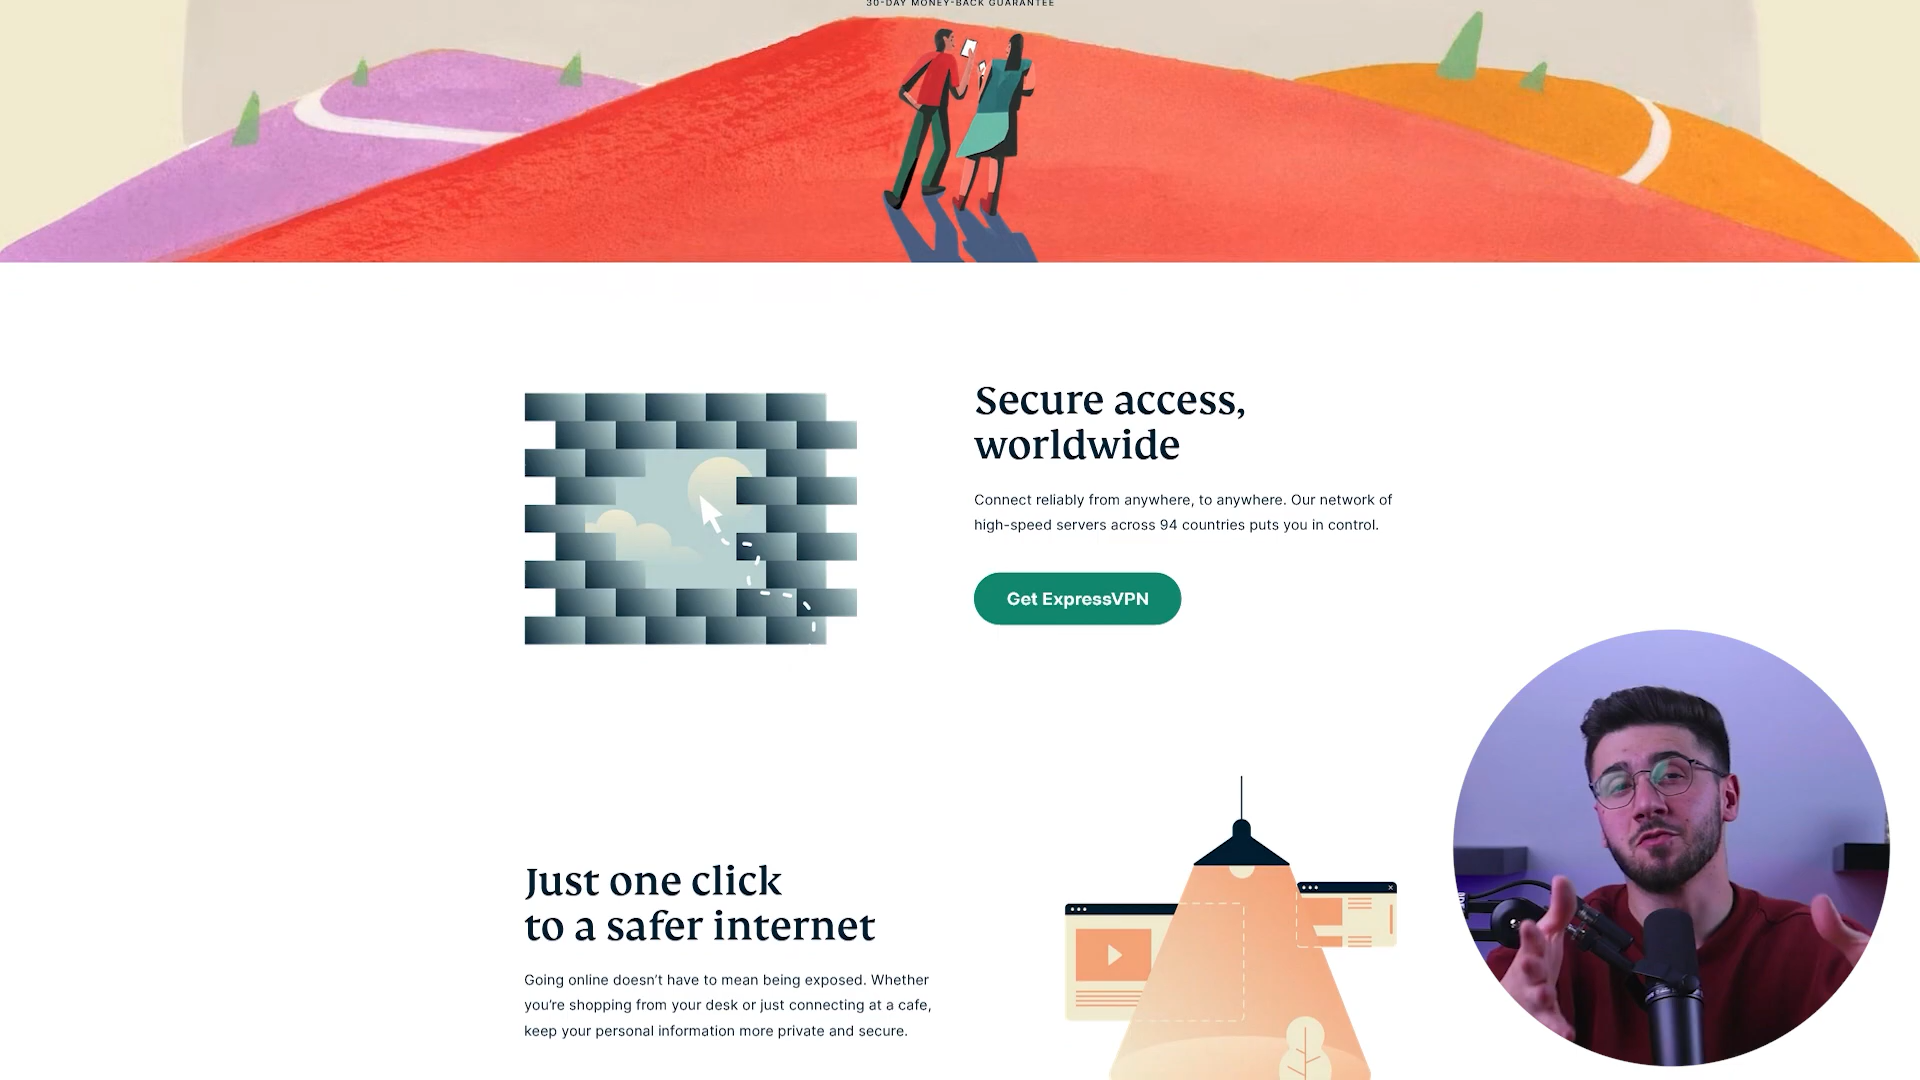 30-DAY MONEY-BACK GUARANTEE
Secure access,
worldwide
Connect reliably from anywhere, to anywhere. Our network of
high-speed servers across 94 countries puts you in control.
Get ExpressVPN
Just one click
to a safer internet
Going online doesn’t have to mean being exposed. Whether
you’re shopping from your desk or just connecting at a cafe,
keep your personal information more private and secure.